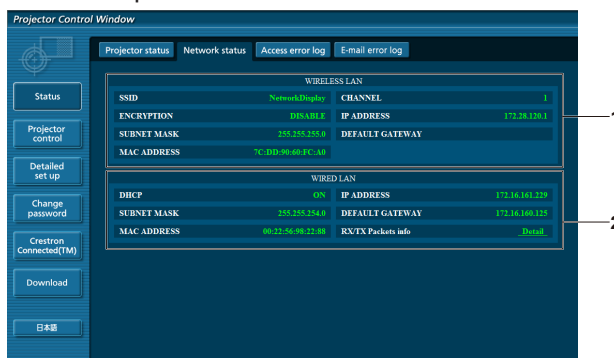 Projector Control Window
Projector status Network status Access error log E-mail error log
WIRELESS LAN
SSID NetworkDisplay CHANNEL 1
ENCRYPTION DISABLE IP ADDRESS 172.28.120.1
SUBNET MASK 255.255.255.0 DEFAULT GATEWAY
MAC ADDRESS 7C:DD:90:60:FC:A0
1
WIRED LAN
DHCP ON IP ADDRESS 172.16.161.229
SUBNET MASK 255.255.254.0 DEFAULT GATEWAY 172.16.160.125
MAC ADDRESS 00:22:56:98:22:88 RX/TX Packets info Detail
2
Status
Projector
control
Detailed
set up
Change
password
Crestron
Connected(TM)
Download
日本語